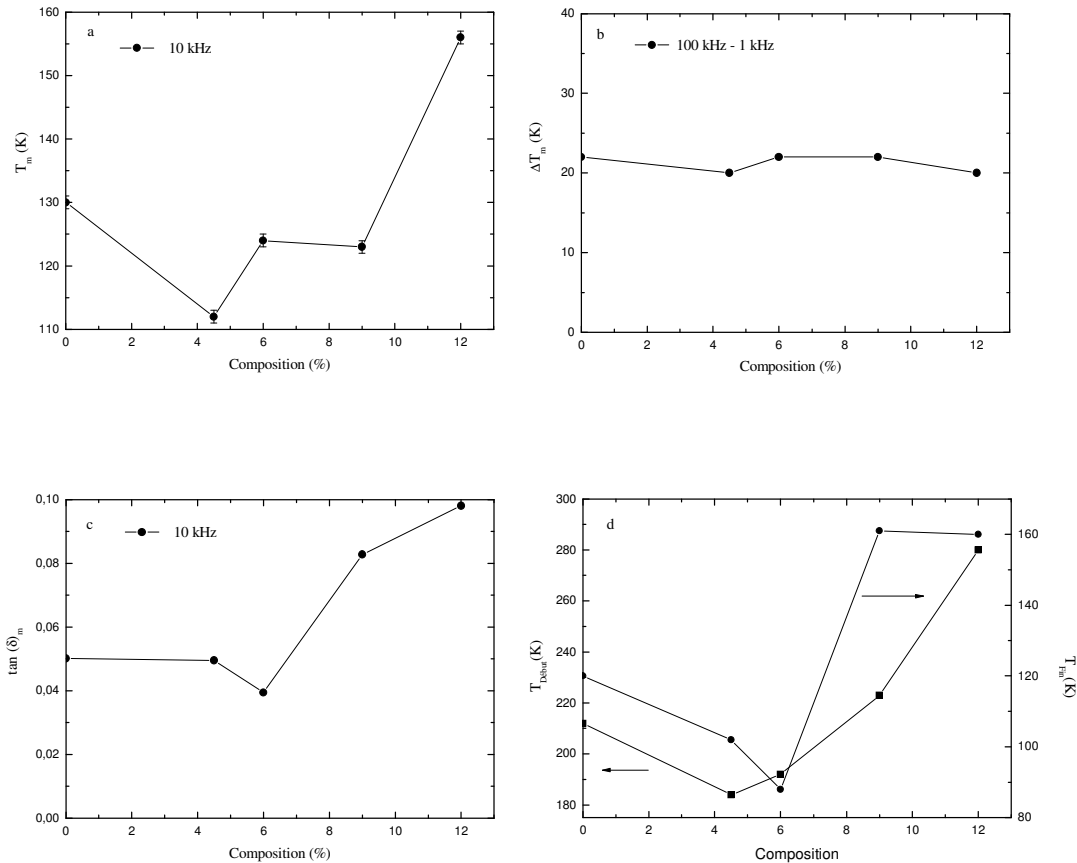 a
10 kHz
160
150
140
130
120
110
T_m (K)
0 2 4 6 8 10 12
Composition (%)
b
100 kHz - 1 kHz
40
30
20
10
0
ΔT_m (K)
0 2 4 6 8 10 12
Composition (%)
c
10 kHz
0,10
0,08
0,06
0,04
0,02
0,00
tan (δ)_m
0 2 4 6 8 10 12
Composition (%)
d
300
280
260
240
220
200
180
T_Début (K)
160
140
120
100
80
T_Fin (K)
0 2 4 6 8 10 12
Composition